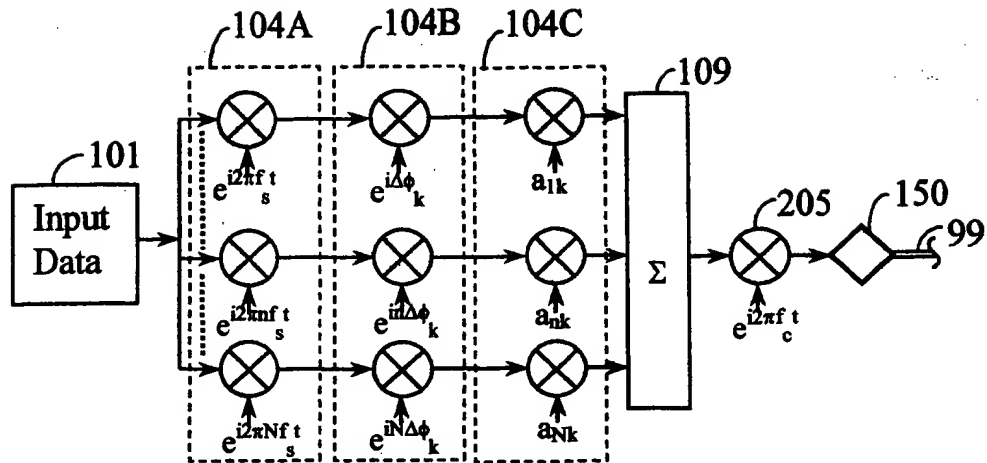 104A 104B 104C
109
101
Input
Data
e^{i2πf_s t} e^{iΔϕ_k} a_{1k}
205 150 99
Σ
e^{i2πnf_s t} e^{inΔϕ_k} a_{nk} e^{i2πf_c t}
e^{i2πNf_s t} e^{iNΔϕ_k} a_{Nk}